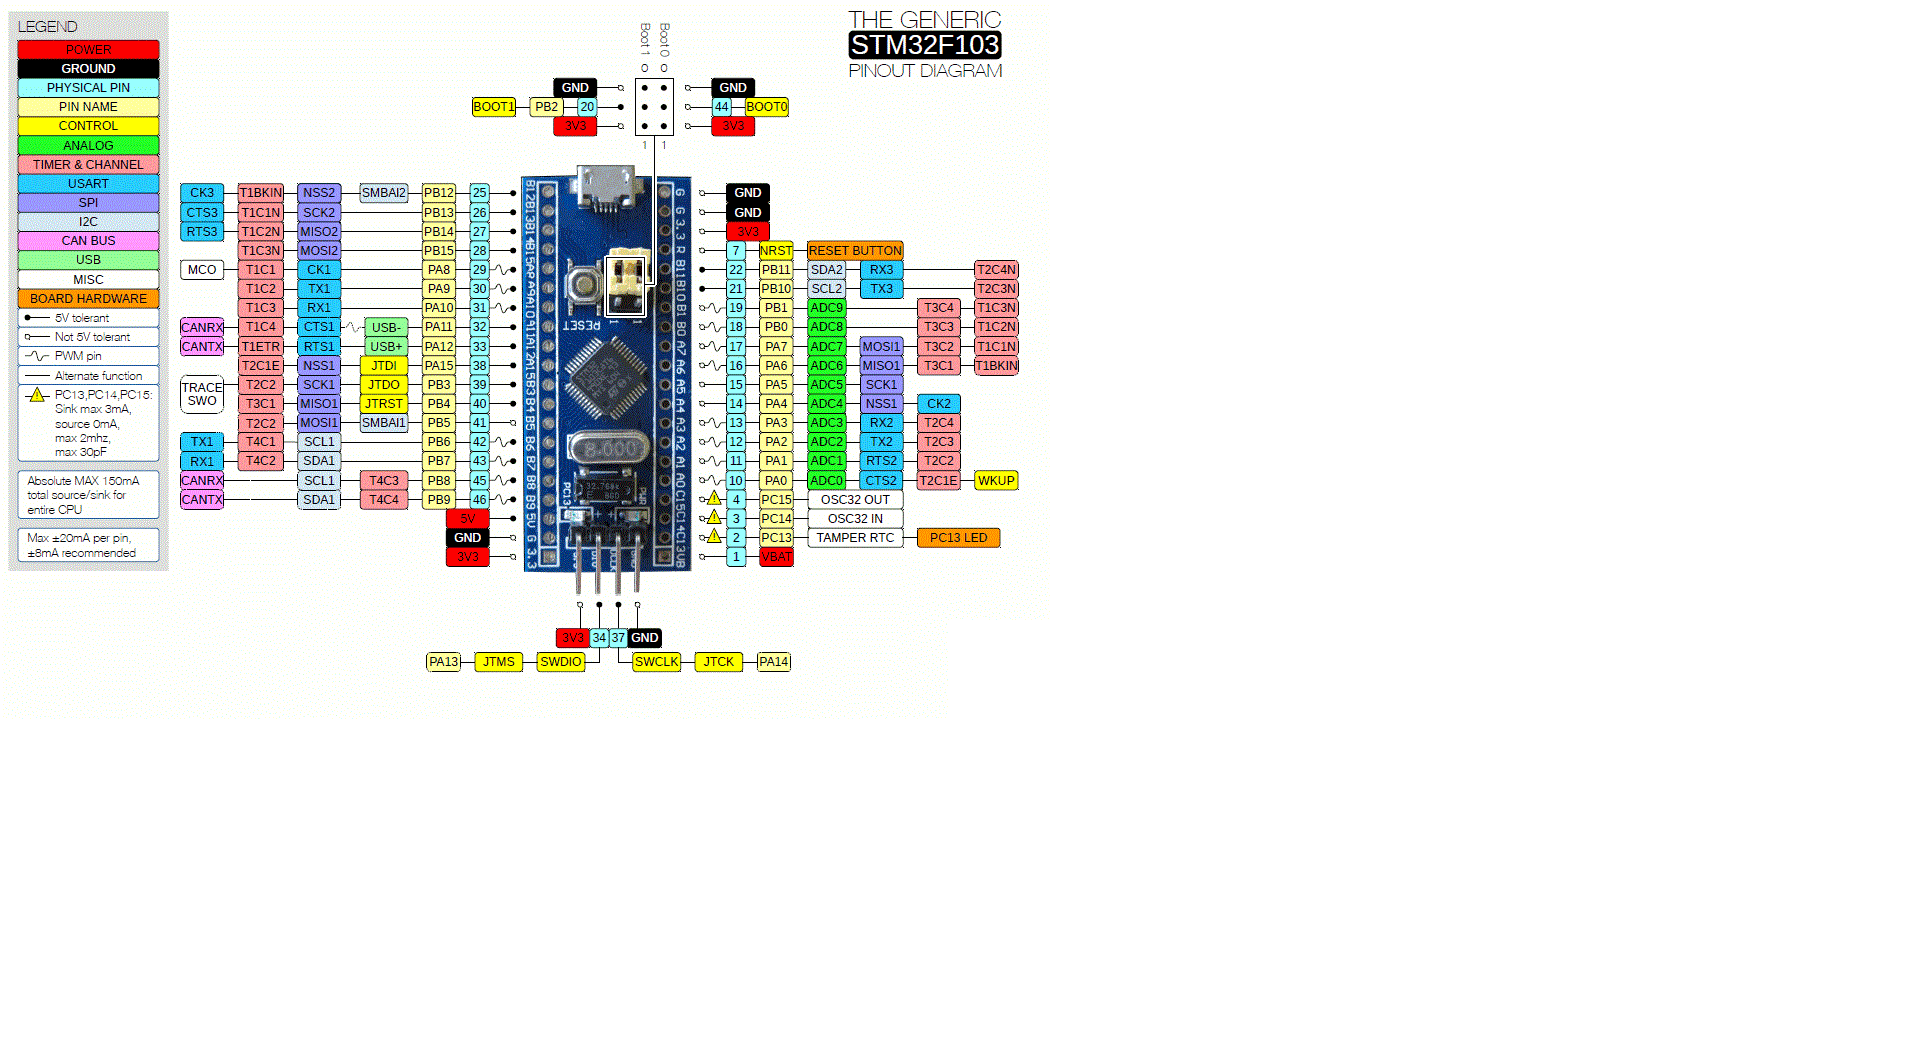 LEGEND
POWER
GROUND
PHYSICAL PIN
PIN NAME
CONTROL
ANALOG
TIMER & CHANNEL
USART
SPI
I2C
CAN BUS
USB
MISC
BOARD HARDWARE
5V tolerant
Not 5V tolerant
PWM pin
Alternate function
PC13,PC14,PC15:
Sink max 3mA,
source 0mA,
max 2mhz,
max 30pF
Absolute MAX 150mA
total source/sink for
entire CPU
Max ±20mA per pin,
±8mA recommended
THE GENERIC
STM32F103
PINOUT DIAGRAM
Boot 1 Boot 0
0 0
GND GND
BOOT1 PB2 20 44 BOOT0
3V3 3V3
1 1
CK3 T1BKIN NSS2 SMBAI2 PB12 25
CTS3 T1C1N SCK2 PB13 26
RTS3 T1C2N MISO2 PB14 27
T1C3N MOSI2 PB15 28
MCO T1C1 CK1 PA8 29
T1C2 TX1 PA9 30
T1C3 RX1 PA10 31
CANRX T1C4 CTS1 USB- PA11 32
CANTX T1ETR RTS1 USB+ PA12 33
T2C1E NSS1 JTDI PA15 38
TRACE SWO T2C2 SCK1 JTDO PB3 39
T3C1 MISO1 JTRST PB4 40
T2C2 MOSI1 SMBAI1 PB5 41
TX1 T4C1 SCL1 PB6 42
RX1 T4C2 SDA1 PB7 43
CANRX SCL1 T4C3 PB8 45
CANTX SDA1 T4C4 PB9 46
5V
GND
3V3
B12 B13 B14 B15 A8 A9 A10 A11 A12 A15 B3 B4 B5 B6 B7 B8 B9 5V G 3.3
RESET
8.000
PC13
G G 3.3 R B11 B10 B1 B0 A7 A6 A5 A4 A3 A2 A1 A0 C15 C14 C13 VB
GND
GND
3V3
7 NRST RESET BUTTON
22 PB11 SDA2 RX3 T2C4N
21 PB10 SCL2 TX3 T2C3N
19 PB1 ADC9 T3C4 T1C3N
18 PB0 ADC8 T3C3 T1C2N
17 PA7 ADC7 MOSI1 T3C2 T1C1N
16 PA6 ADC6 MISO1 T3C1 T1BKIN
15 PA5 ADC5 SCK1
14 PA4 ADC4 NSS1 CK2
13 PA3 ADC3 RX2 T2C4
12 PA2 ADC2 TX2 T2C3
11 PA1 ADC1 RTS2 T2C2
10 PA0 ADC0 CTS2 T2C1E WKUP
4 PC15 OSC32 OUT
3 PC14 OSC32 IN
2 PC13 TAMPER RTC PC13 LED
1 VBAT
3V3 34 37 GND
PA13 JTMS SWDIO SWCLK JTCK PA14